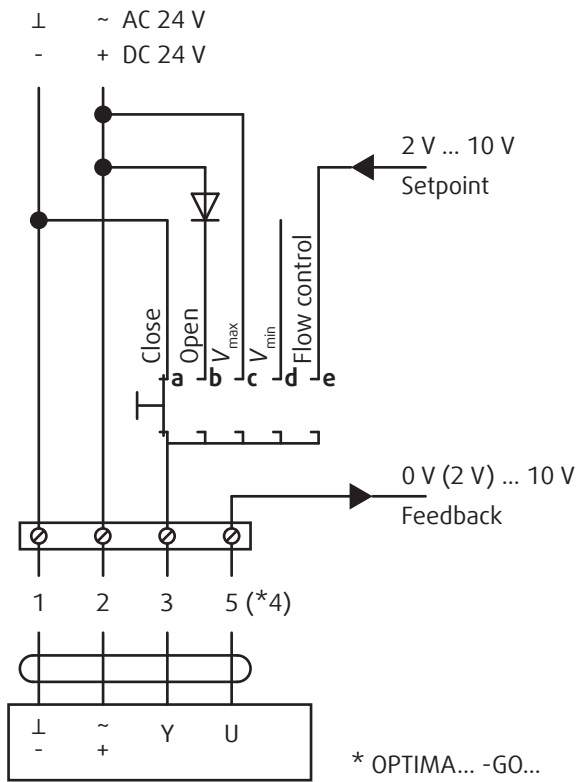 ⊥ ~ AC 24 V
- + DC 24 V
2 V ... 10 V
Setpoint
Close
Open
Vmax
Vmin
Flow control
a b c d e
0 V (2 V) ... 10 V
Feedback
1 2 3 5 (*4)
⊥ ~ Y U
- +
* OPTIMA... -GO...